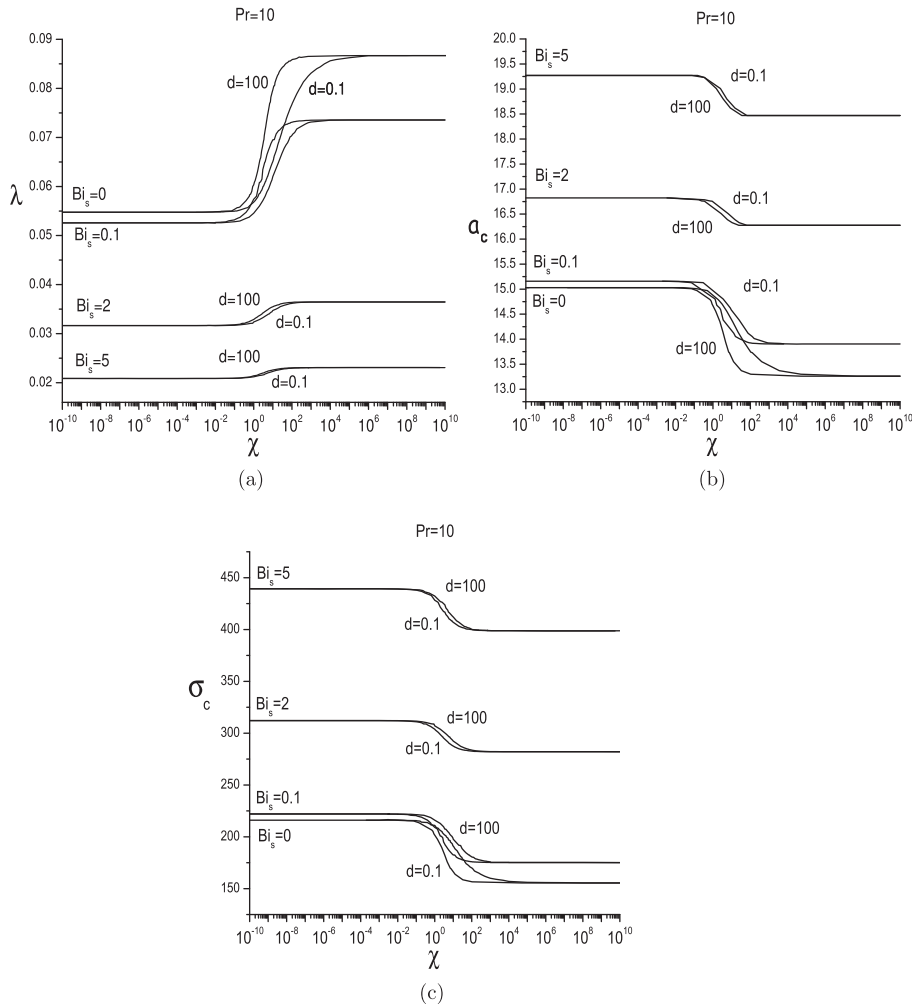 Pr=10
0.09
0.08
0.07
0.06
0.05
0.04
0.03
0.02
λ
Bi_s=0
Bi_s=0.1
Bi_s=2
Bi_s=5
d=100
d=0.1
d=100
d=0.1
d=100
d=0.1
10^-10 10^-8 10^-6 10^-4 10^-2 10^0 10^2 10^4 10^6 10^8 10^10
χ
(a)
Pr=10
20.0
19.5
19.0
18.5
18.0
17.5
17.0
16.5
16.0
15.5
15.0
14.5
14.0
13.5
13.0
a_c
Bi_s=5
Bi_s=2
Bi_s=0.1
Bi_s=0
d=0.1
d=100
d=0.1
d=100
d=0.1
d=100
10^-10 10^-8 10^-6 10^-4 10^-2 10^0 10^2 10^4 10^6 10^8 10^10
χ
(b)
Pr=10
450
400
350
300
250
200
150
σ_c
Bi_s=5
Bi_s=2
Bi_s=0.1
Bi_s=0
d=100
d=0.1
d=100
d=0.1
d=100
d=0.1
10^-10 10^-8 10^-6 10^-4 10^-2 10^0 10^2 10^4 10^6 10^8 10^10
χ
(c)